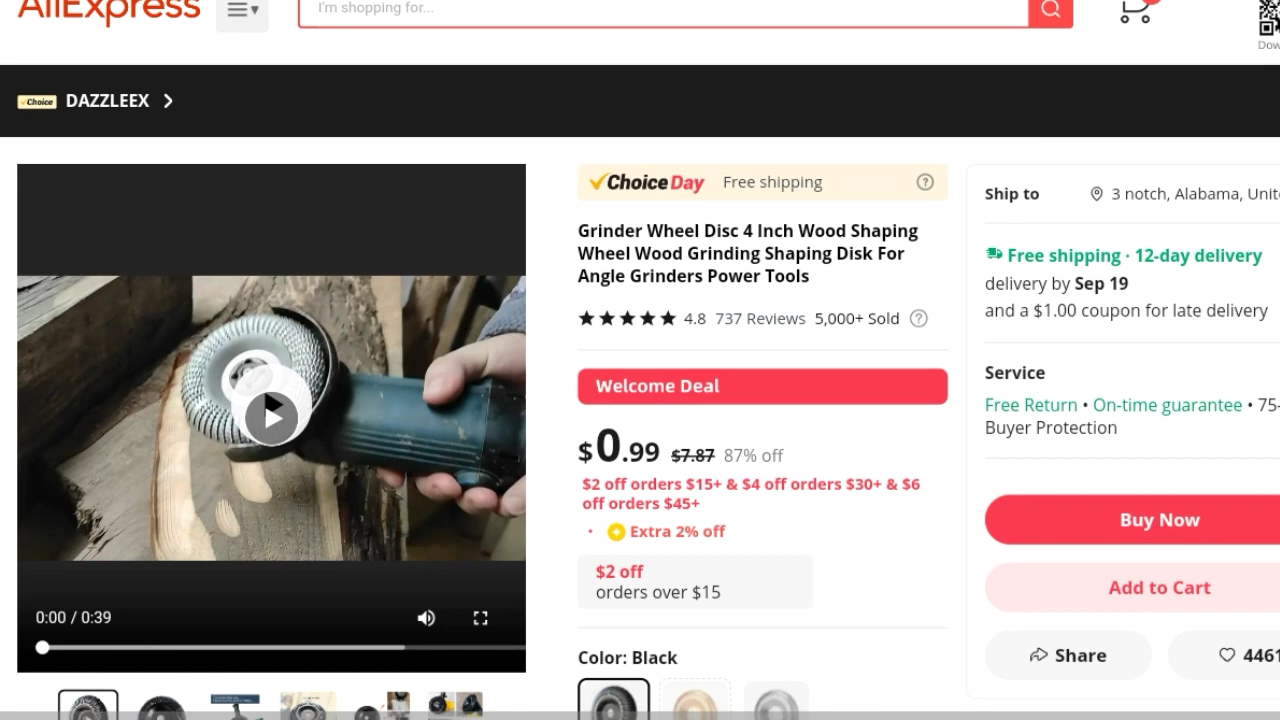 AliExpress
I'm shopping for...
Choice DAZZLEEX
Choice Day Free shipping
Grinder Wheel Disc 4 Inch Wood Shaping
Wheel Wood Grinding Shaping Disk For
Angle Grinders Power Tools
4.8 737 Reviews 5,000+ Sold
Welcome Deal
$0.99 $7.87 87% off
$2 off orders $15+ & $4 off orders $30+ & $6
off orders $45+
· Extra 2% off
$2 off
orders over $15
Color: Black
0:00 / 0:39
Ship to 3 notch, Alabama, Unit
Free shipping · 12-day delivery
delivery by Sep 19
and a $1.00 coupon for late delivery
Service
Free Return • On-time guarantee • 75-
Buyer Protection
Buy Now
Add to Cart
Share 4461